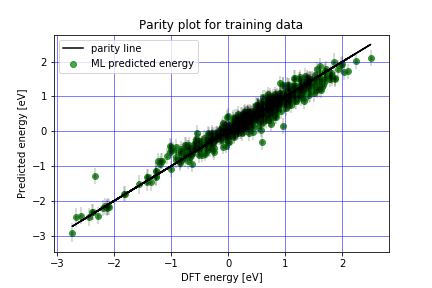 Parity plot for training data
parity line
ML predicted energy
2
1
0
−1
−2
−3
Predicted energy [eV]
−3 −2 −1 0 1 2
DFT energy [eV]